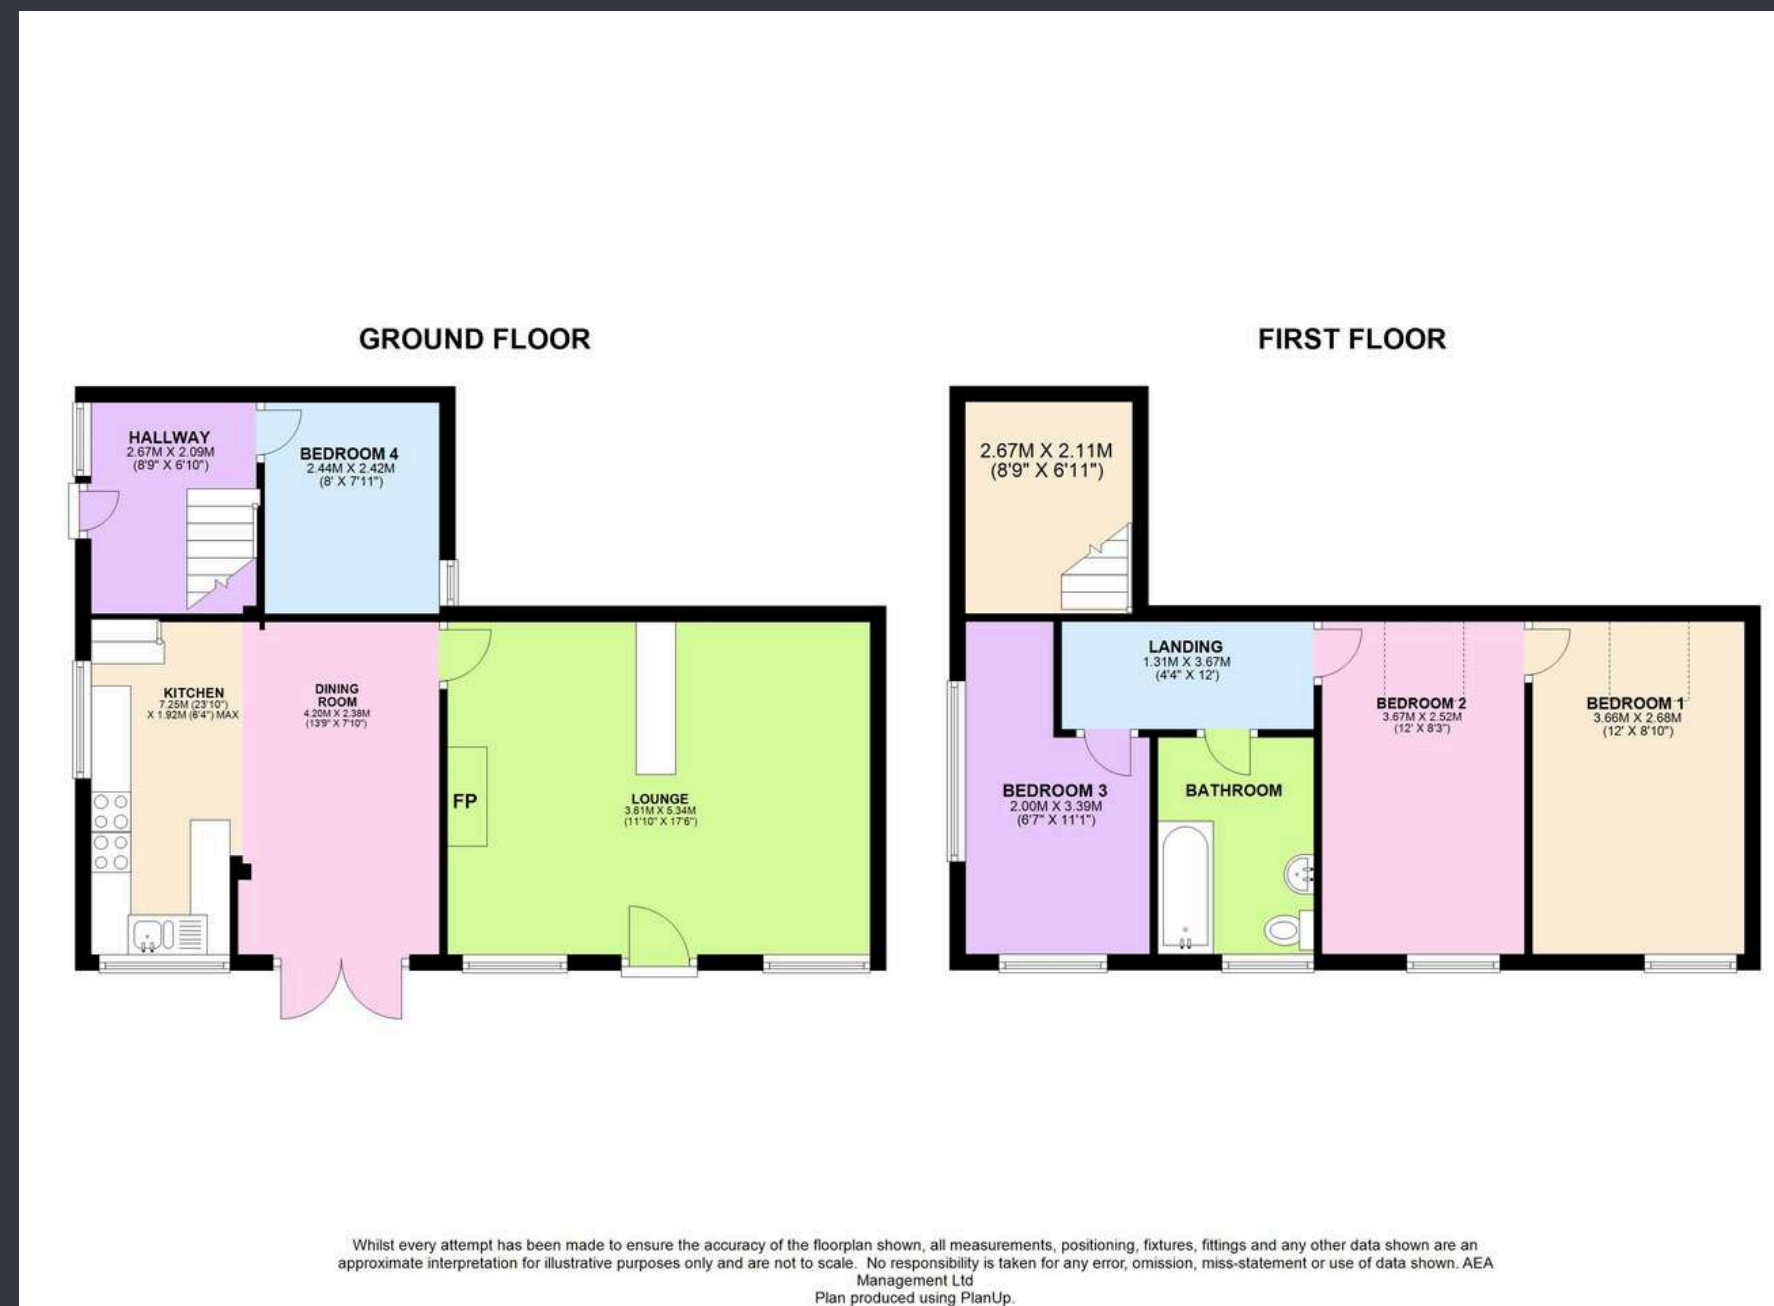 GROUND FLOOR
HALLWAY
2.67M X 2.09M
(8'9" X 6'10")
BEDROOM 4
2.44M X 2.42M
(8' X 7'11")
KITCHEN
7.25M (23'10")
X 1.92M (6'4") MAX
DINING
ROOM
4.20M X 2.38M
(13'9" X 7'10")
FP
LOUNGE
3.61M X 5.34M
(11'10" X 17'6")
FIRST FLOOR
2.67M X 2.11M
(8'9" X 6'11")
LANDING
1.31M X 3.67M
(4'4" X 12')
BEDROOM 2
3.67M X 2.52M
(12' X 8'3")
BEDROOM 1
3.66M X 2.68M
(12' X 8'10")
BEDROOM 3
2.00M X 3.39M
(6'7" X 11'1")
BATHROOM
Whilst every attempt has been made to ensure the accuracy of the floorplan shown, all measurements, positioning, fixtures, fittings and any other data shown are an
approximate interpretation for illustrative purposes only and are not to scale. No responsibility is taken for any error, omission, miss-statement or use of data shown. AEA
Management Ltd
Plan produced using PlanUp.